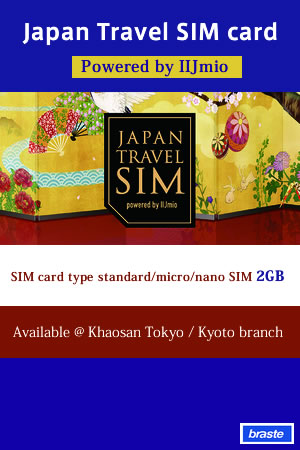 Japan Travel SIM card
Powered by IIJmio
JAPAN
TRAVEL
SIM
powered by IIJmio
SIM card type standard/micro/nano SIM 2GB
Available @ Khaosan Tokyo / Kyoto branch
braste